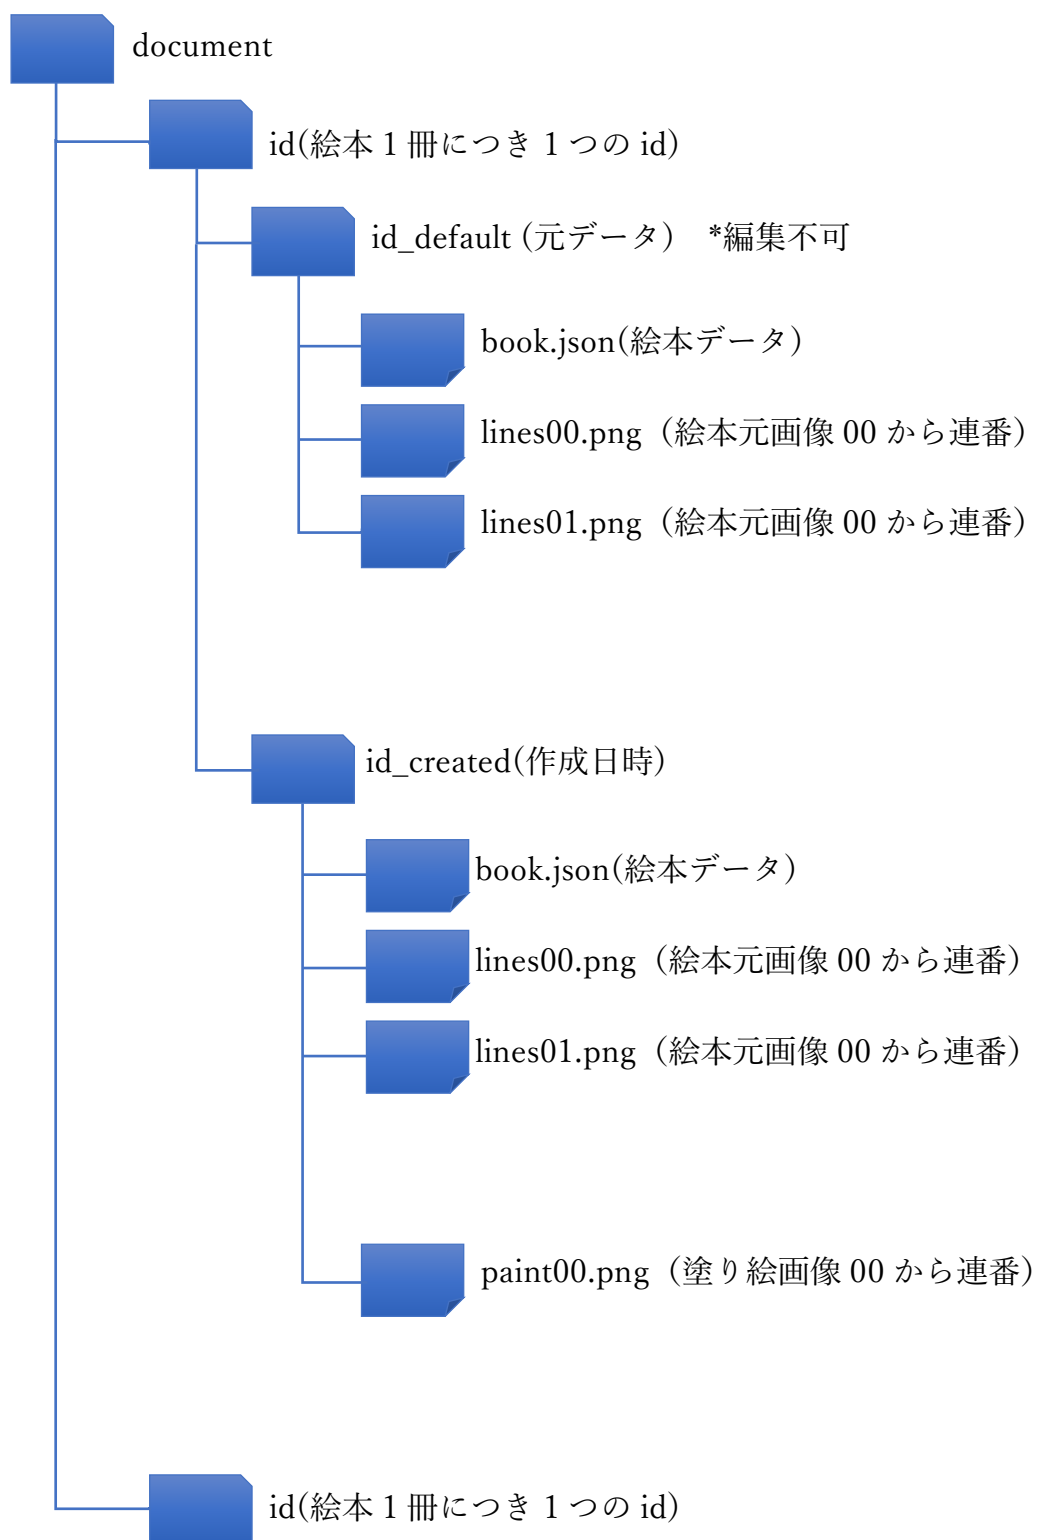 document
id(絵本 1 冊につき 1 つの id)
id_default (元データ)　*編集不可
book.json(絵本データ)
lines00.png（絵本元画像 00 から連番）
lines01.png（絵本元画像 00 から連番）
id_created(作成日時)
book.json(絵本データ)
lines00.png（絵本元画像 00 から連番）
lines01.png（絵本元画像 00 から連番）
paint00.png（塗り絵画像 00 から連番）
id(絵本 1 冊につき 1 つの id)